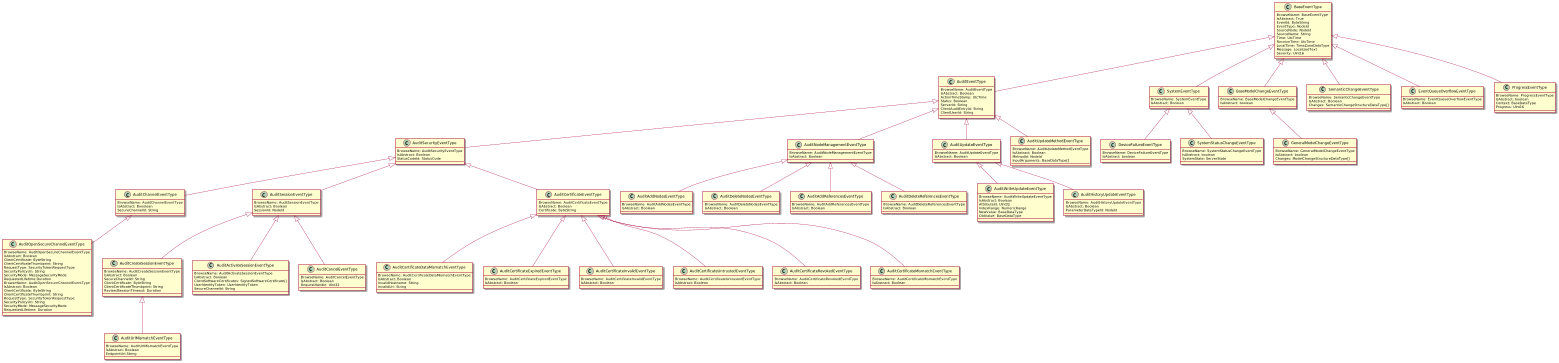 C BaseEventType
BrowseName: BaseEventType
IsAbstract: True
EventId: ByteString
EventType: NodeId
SourceNode: NodeId
SourceName: String
Time: UtcTime
ReceiveTime: UtcTime
LocalTime: TimeZoneDataType
Message: LocalizedText
Severity: UInt16
C AuditEventType
BrowseName: AuditEventType
IsAbstract: Boolean
ActionTimeStamp: UtcTime
Status: Boolean
ServerId: String
ClientAuditEntryId: String
ClientUserId: String
C SystemEventType
BrowseName: SystemEventType
IsAbstract: Boolean
C BaseModelChangeEventType
BrowseName: BaseModelChangeEventType
IsAbstract: boolean
C SemanticChangeEventType
BrowseName: SemanticChangeEventType
IsAbstract: Boolean
Changes: SemanticChangeStructureDataType[]
C EventQueueOverflowEventType
BrowseName: EventQueueOverflowEventType
IsAbstract: Boolean
C ProgressEventType
BrowseName: ProgressEventType
IsAbstract: boolean
Context: BaseDataType
Progress: UInt16
C AuditSecurityEventType
BrowseName: AuditSecurityEventType
IsAbstract: Boolean
StatusCodeId: StatusCode
C AuditNodeManagementEventType
BrowseName: AuditNodeManagementEventType
IsAbstract: Boolean
C AuditUpdateEventType
BrowseName: AuditUpdateEventType
IsAbstract: Boolean
C AuditUpdateMethodEventType
BrowseName: AuditUpdateMethodEventType
IsAbstract: Boolean
MethodId: NodeId
InputArguments: BaseDataType[]
C DeviceFailureEventType
BrowseName: DeviceFailureEventType
IsAbstract: boolean
C SystemStatusChangeEventType
BrowseName: SystemStatusChangeEventType
IsAbstract: boolean
SystemState: ServerState
C GeneralModelChangeEventType
BrowseName: GeneralModelChangeEventType
IsAbstract: boolean
Changes: ModelChangeStructureDataType[]
C AuditChannelEventType
BrowseName: AuditChannelEventType
IsAbstract: Boolean
SecureChannelId: String
C AuditSessionEventType
BrowseName: AuditSessionEventType
IsAbstract: Boolean
SessionId: NodeId
C AuditCertificateEventType
BrowseName: AuditCertificateEventType
IsAbstract: Boolean
Certificate: ByteString
C AuditAddNodesEventType
BrowseName: AuditAddNodesEventType
IsAbstract: Boolean
C AuditDeleteNodesEventType
BrowseName: AuditDeleteNodesEventType
IsAbstract: Boolean
C AuditAddReferencesEventType
BrowseName: AuditAddReferencesEventType
IsAbstract: Boolean
C AuditDeleteReferencesEventType
BrowseName: AuditDeleteReferencesEventType
IsAbstract: Boolean
C AuditWriteUpdateEventType
BrowseName: AuditWriteUpdateEventType
IsAbstract: Boolean
AttributeId: UInt32
IndexRange: NumericRange
NewValue: BaseDataType
OldValue: BaseDataType
C AuditHistoryUpdateEventType
BrowseName: AuditHistoryUpdateEventType
IsAbstract: Boolean
ParameterDataTypeId: NodeId
C AuditOpenSecureChannelEventType
BrowseName: AuditOpenSecureChannelEventType
IsAbstract: Boolean
ClientCertificate: ByteString
ClientCertificateThumbprint: String
RequestType: SecurityTokenRequestType
SecurityPolicyUri: String
SecurityMode: MessageSecurityMode
RequestedLifetime: Duration
BrowseName: AuditOpenSecureChannelEventType
IsAbstract: Boolean
ClientCertificate: ByteString
ClientCertificateThumbprint: String
RequestType: SecurityTokenRequestType
SecurityPolicyUri: String
SecurityMode: MessageSecurityMode
RequestedLifetime: Duration
C AuditCreateSessionEventType
BrowseName: AuditCreateSessionEventType
IsAbstract: Boolean
SecureChannelId: String
ClientCertificate: ByteString
ClientCertificateThumbprint: String
RevisedSessionTimeout: Duration
C AuditActivateSessionEventType
BrowseName: AuditActivateSessionEventType
IsAbstract: Boolean
ClientSoftwareCertificates: SignedSoftwareCertificate[]
UserIdentityToken: UserIdentityToken
SecureChannelId: String
C AuditCancelEventType
BrowseName: AuditCancelEventType
IsAbstract: Boolean
RequestHandle: UInt32
C AuditCertificateDataMismatchEventType
BrowseName: AuditCertificateDataMismatchEventType
IsAbstract: Boolean
InvalidHostname: String
InvalidUri: String
C AuditCertificateExpiredEventType
BrowseName: AuditCertificateExpiredEventType
IsAbstract: Boolean
C AuditCertificateInvalidEventType
BrowseName: AuditCertificateInvalidEventType
IsAbstract: Boolean
C AuditCertificateUntrustedEventType
BrowseName: AuditCertificateUntrustedEventType
IsAbstract: Boolean
C AuditCertificateRevokedEventType
BrowseName: AuditCertificateRevokedEventType
IsAbstract: Boolean
C AuditCertificateMismatchEventType
BrowseName: AuditCertificateMismatchEventType
IsAbstract: Boolean
C AuditUrlMismatchEventType
BrowseName: AuditUrlMismatchEventType
IsAbstract: Boolean
EndpointUrl: String